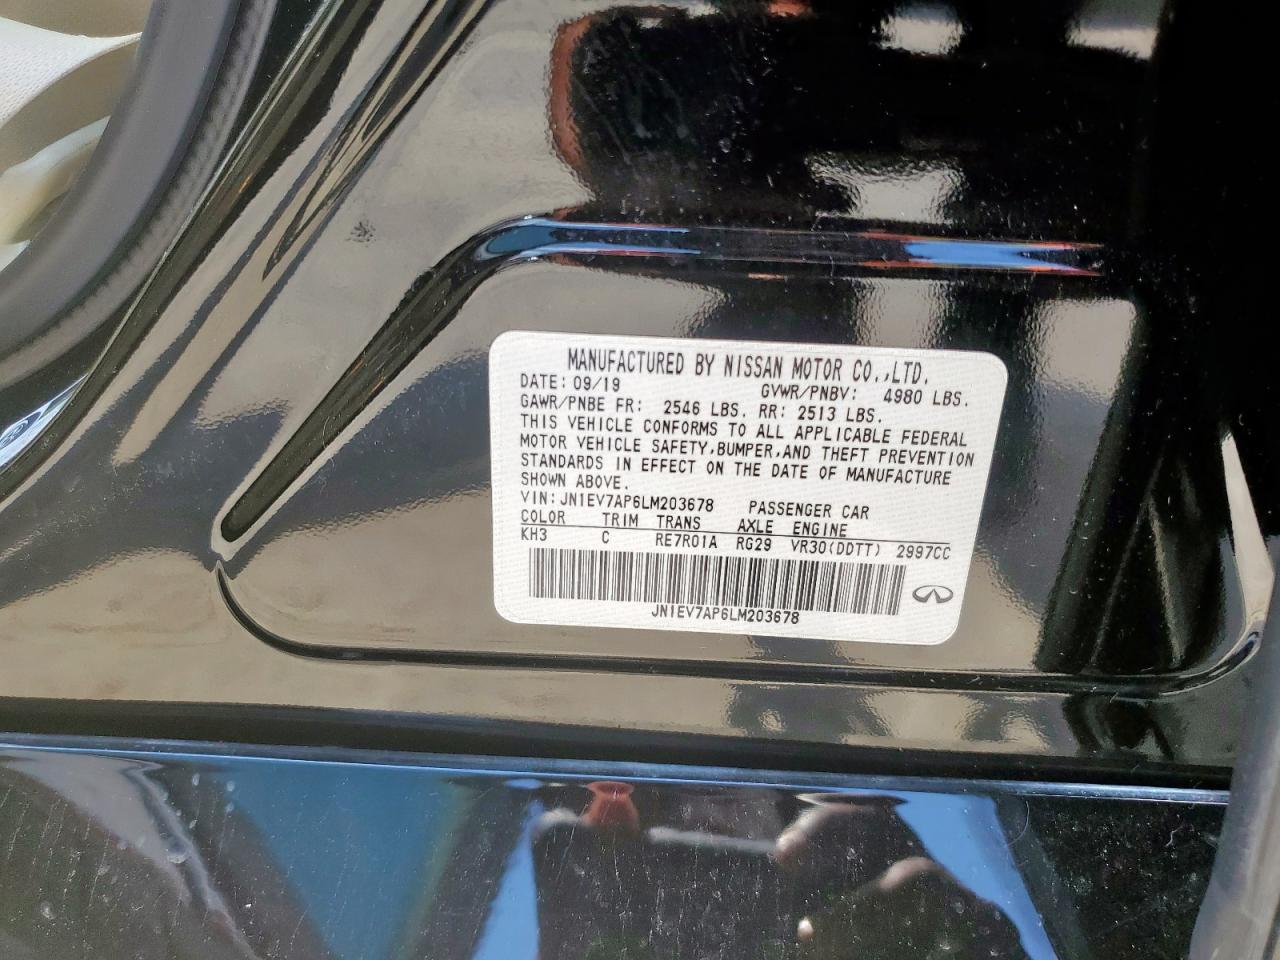 MANUFACTURED BY NISSAN MOTOR CO.,LTD.
DATE: 09/19 GVWR/PNBV: 4980 LBS.
GAWR/PNBE FR: 2546 LBS. RR: 2513 LBS.
THIS VEHICLE CONFORMS TO ALL APPLICABLE FEDERAL
MOTOR VEHICLE SAFETY,BUMPER,AND THEFT PREVENTION
STANDARDS IN EFFECT ON THE DATE OF MANUFACTURE
SHOWN ABOVE.
VIN: JN1EV7AP6LM203678 PASSENGER CAR
COLOR TRIM TRANS AXLE ENGINE
KH3 C RE7R01A RG29 VR30(DDTT) 2997CC
JN1EV7AP6LM203678